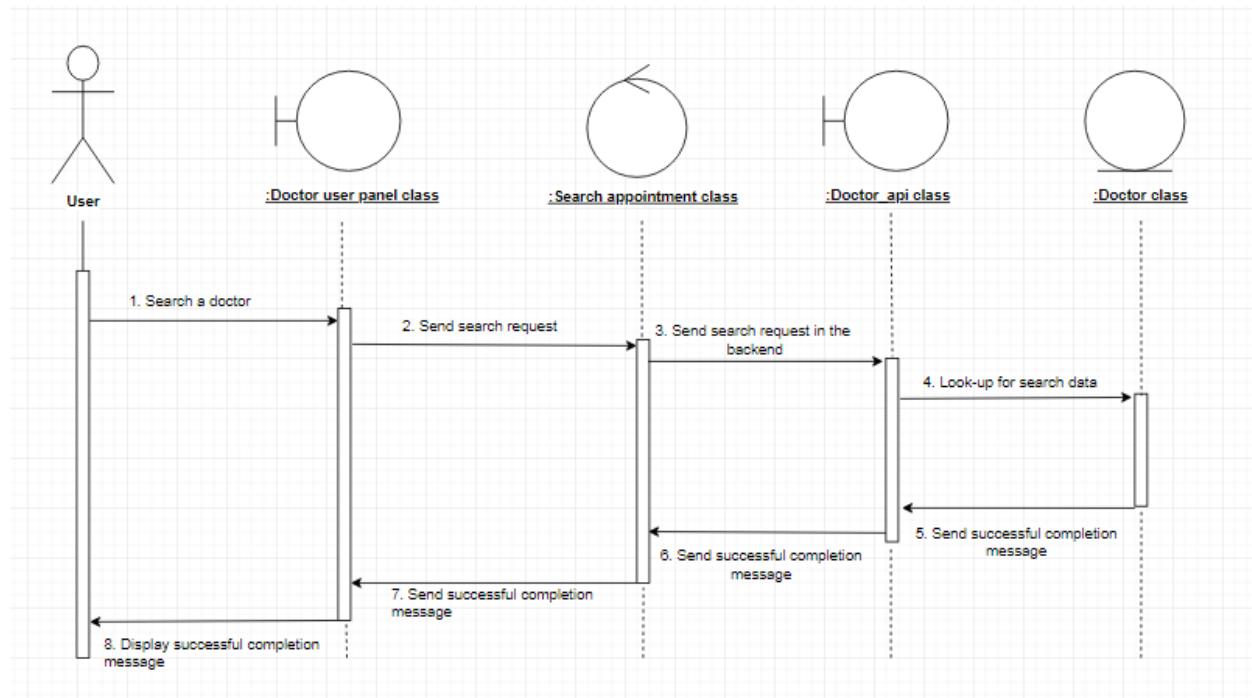 User
:Doctor user panel class
:Search appointment class
:Doctor_api class
:Doctor class
1. Search a doctor
2. Send search request
3. Send search request in the
backend
4. Look-up for search data
5. Send successful completion
message
6. Send successful completion
message
7. Send successful completion
message
8. Display successful completion
message